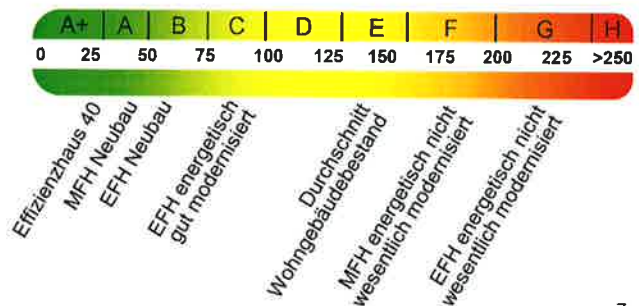 A+ A B C D E F G H
0 25 50 75 100 125 150 175 200 225 >250
Effizienzhaus 40
MFH Neubau
EFH Neubau
EFH energetisch
gut modernisiert
Durchschnitt
Wohngebäudebestand
MFH energetisch nicht
wesentlich modernisiert
EFH energetisch nicht
wesentlich modernisiert